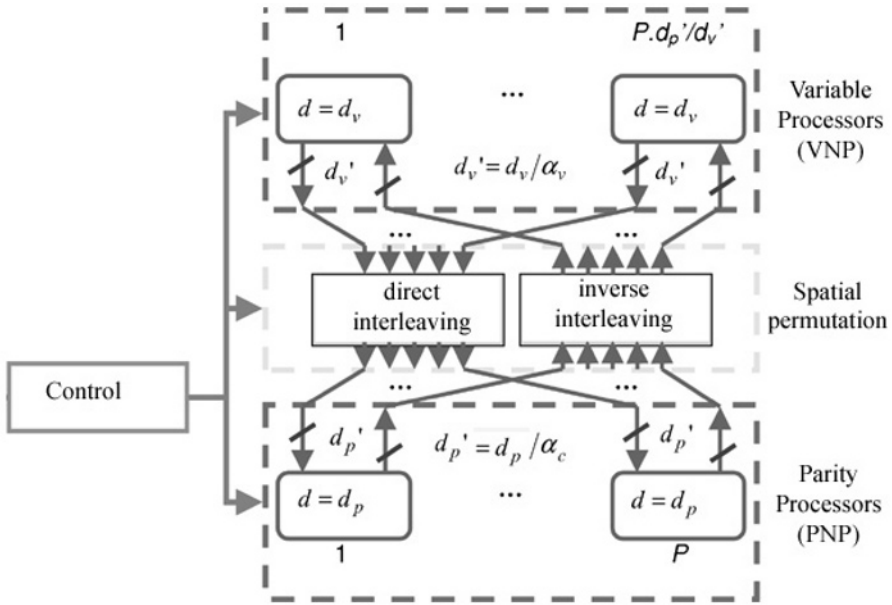 1 P.dp'/dv'
...
d = dv d = dv
Variable
Processors
(VNP)
dv' dv'= dv/αv dv'
... ...
direct
interleaving
inverse
interleaving
Spatial
permutation
Control
... ...
dp' dp'= dp/αc dp'
...
d = dp d = dp
Parity
Processors
(PNP)
1 P